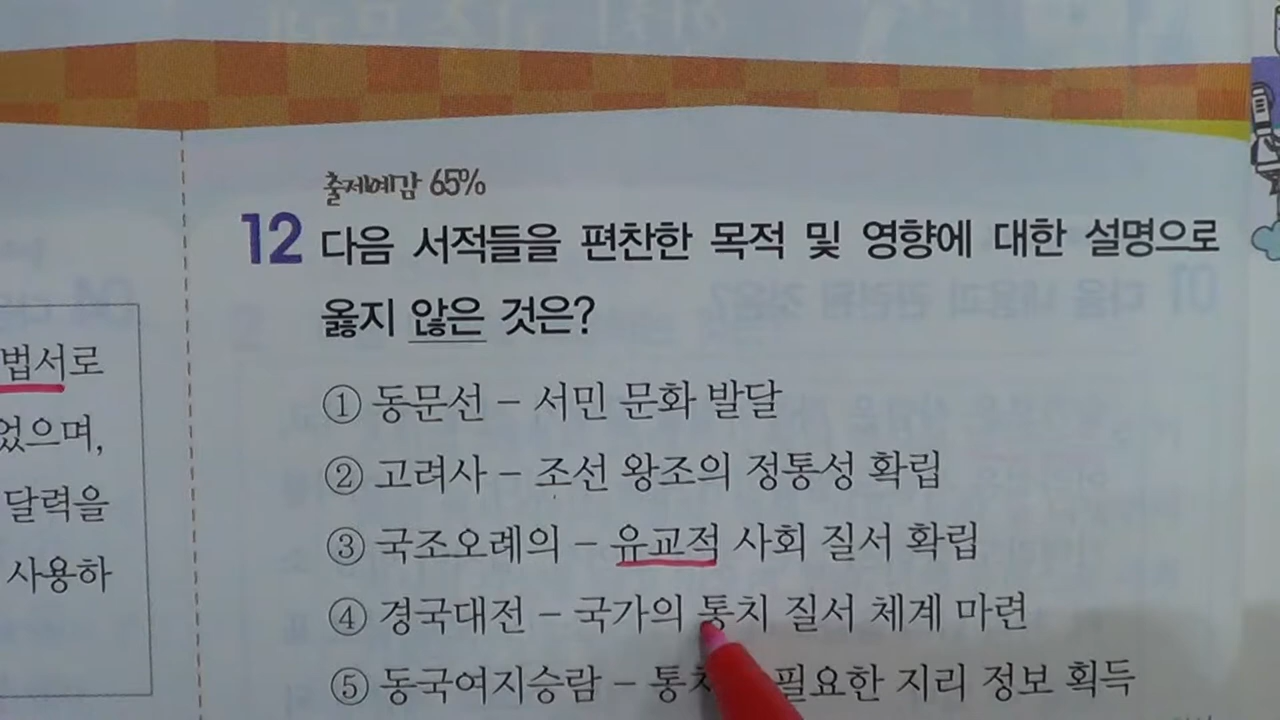 출제예감 65%
12 다음 서적들을 편찬한 목적 및 영향에 대한 설명으로
옳지 않은 것은?
① 동문선 – 서민 문화 발달
② 고려사 – 조선 왕조의 정통성 확립
③ 국조오례의 – 유교적 사회 질서 확립
④ 경국대전 – 국가의 통치 질서 체계 마련
⑤ 동국여지승람 – 필요한 지리 정보 획득
법서로
었으며,
달력을
사용하